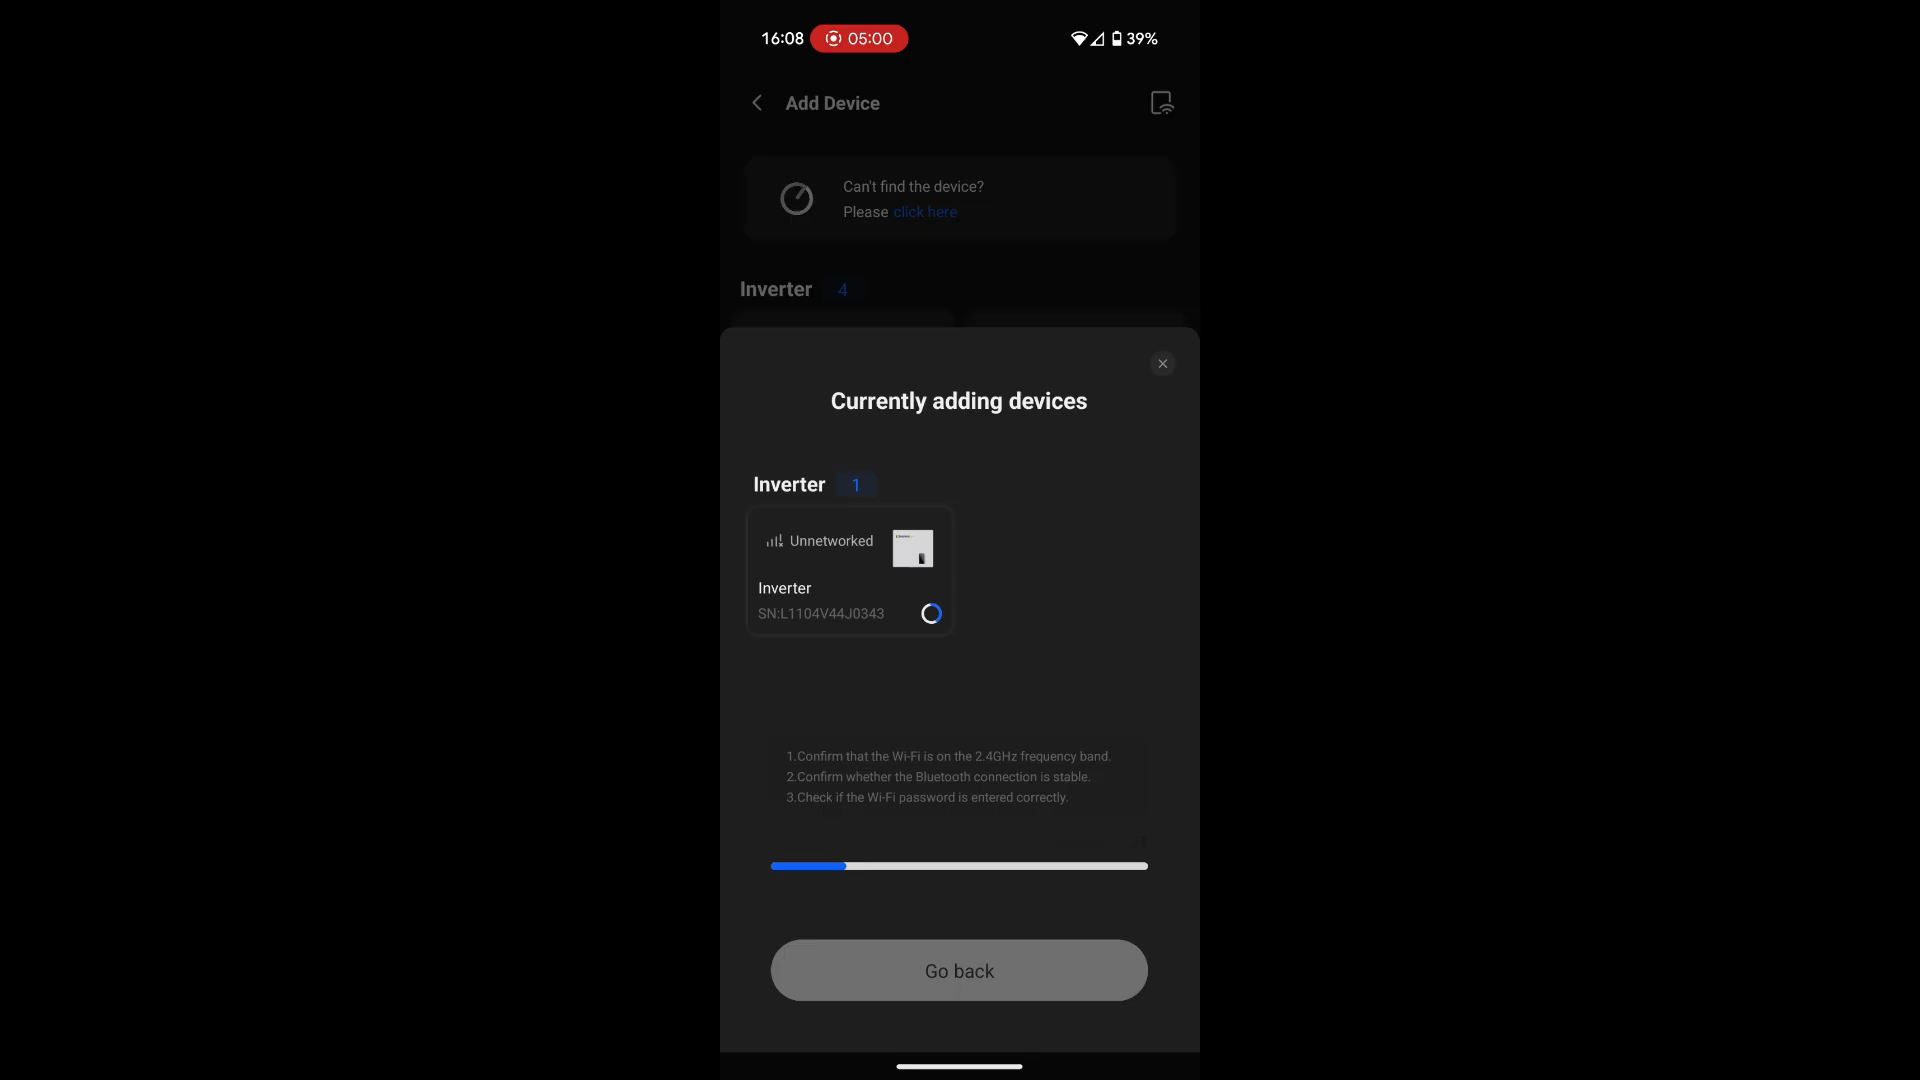 16:08 05:00 39%
Add Device
Can't find the device?
Please click here
Inverter 4
Currently adding devices
Inverter 1
Unnetworked
Inverter
SN:L1104V44J0343
1.Confirm that the Wi-Fi is on the 2.4GHz frequency band.
2.Confirm whether the Bluetooth connection is stable.
3.Check if the Wi-Fi password is entered correctly.
Go back